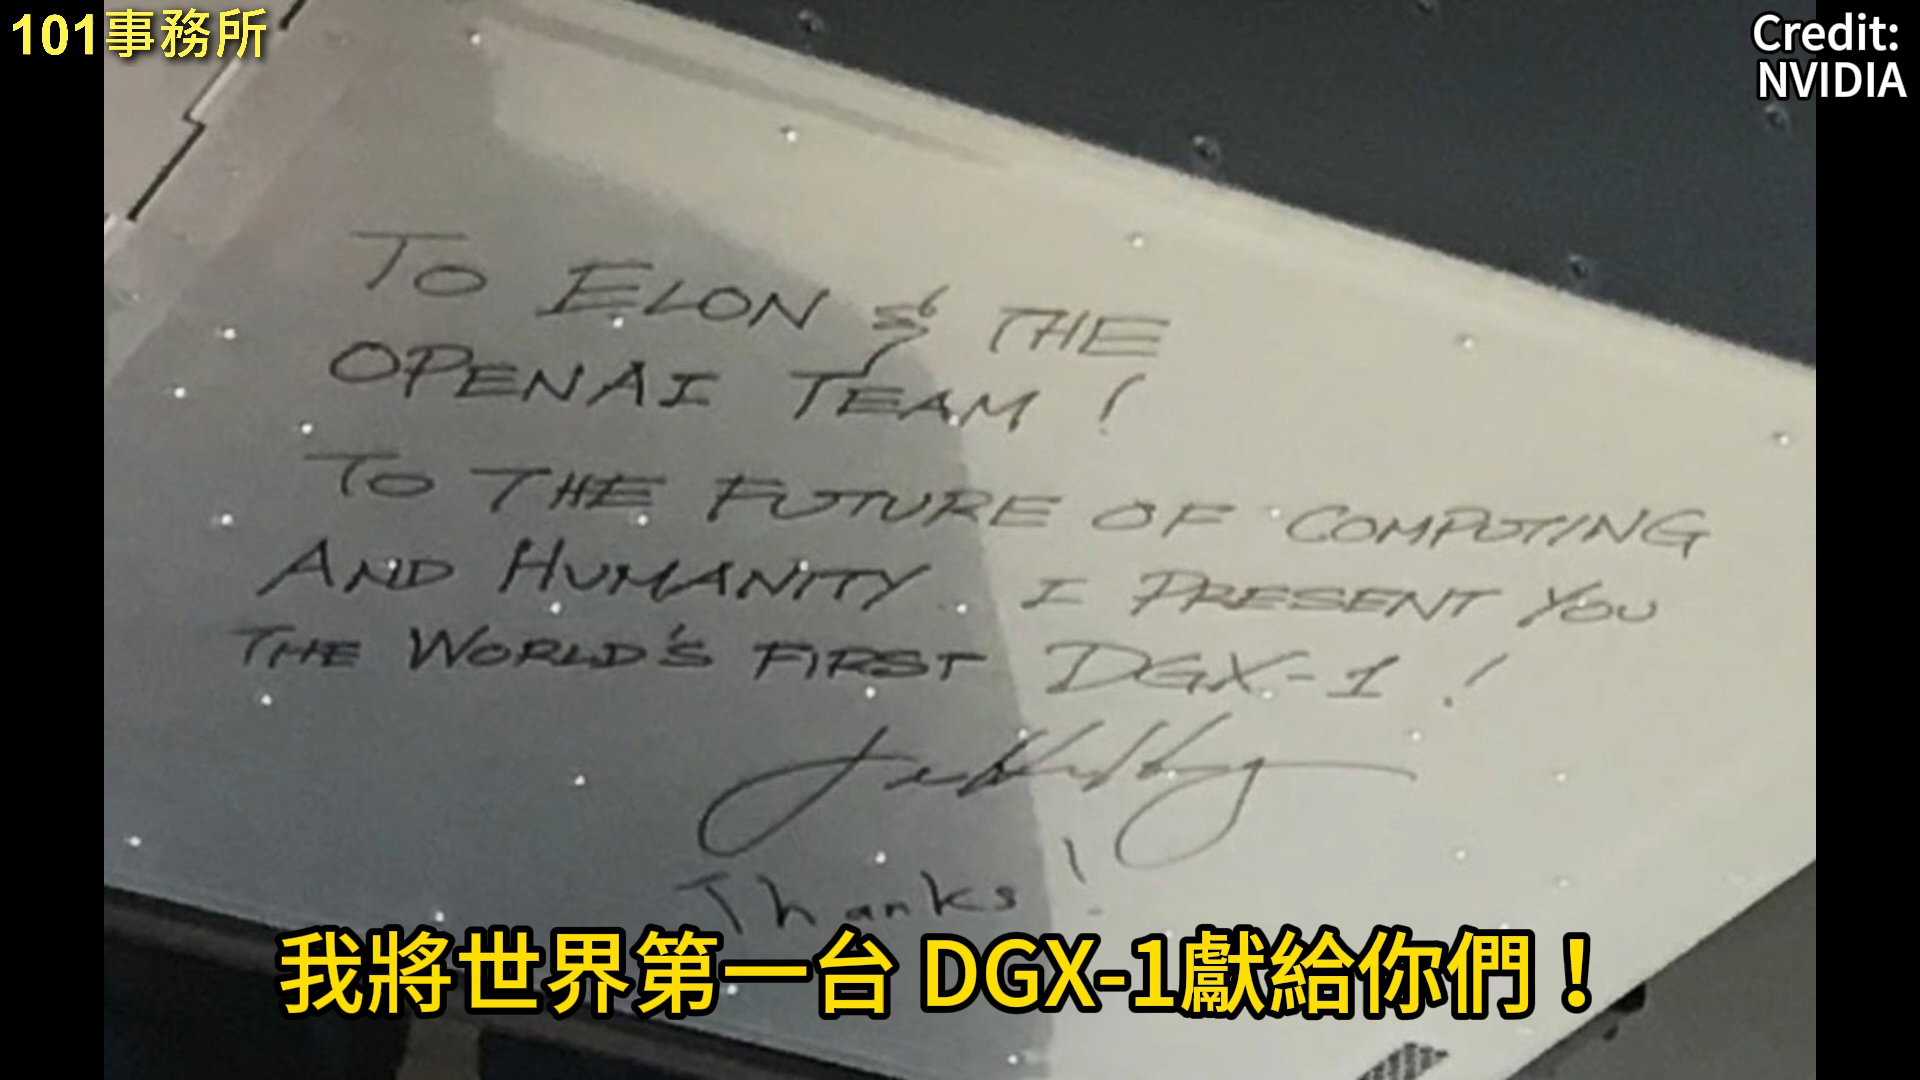 101事務所
Credit:
NVIDIA
TO ELON & THE
OPENAI TEAM!
TO THE FUTURE OF COMPUTING
AND HUMANITY. I PRESENT YOU
THE WORLD'S FIRST DGX-1!
Thanks!
我將世界第一台 DGX-1獻給你們！